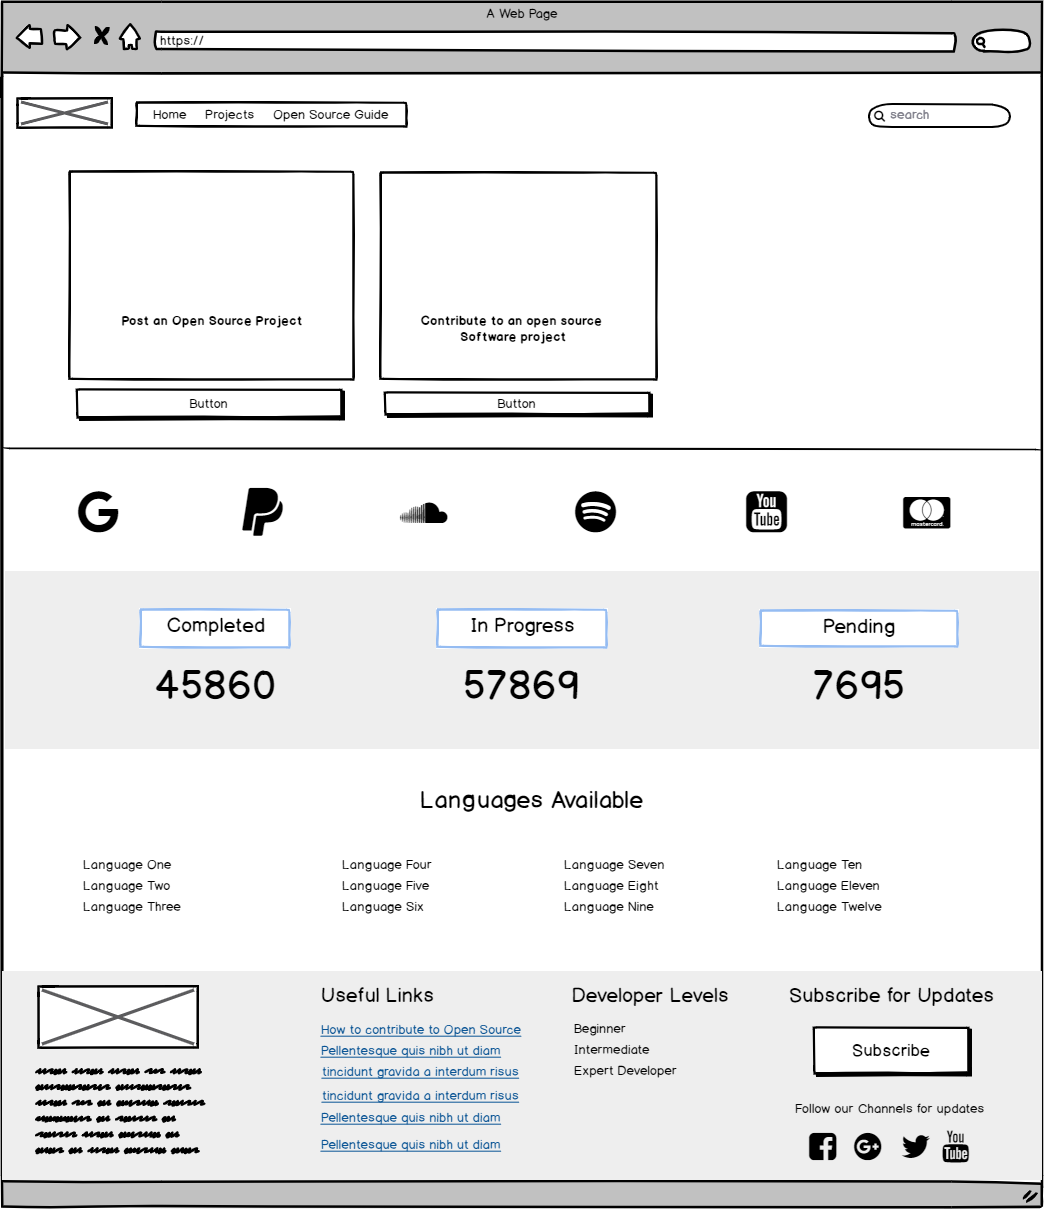 A Web Page
https://
Home Projects Open Source Guide
search
Post an Open Source Project
Contribute to an open source
Software project
Button
Button
You
Tube
mastercard.
Completed
In Progress
Pending
45860
57869
7695
Languages Available
Language One
Language Two
Language Three
Language Four
Language Five
Language Six
Language Seven
Language Eight
Language Nine
Language Ten
Language Eleven
Language Twelve
Useful Links
How to contribute to Open Source
Pellentesque quis nibh ut diam
tincidunt gravida a interdum risus
tincidunt gravida a interdum risus
Pellentesque quis nibh ut diam
Pellentesque quis nibh ut diam
Developer Levels
Beginner
Intermediate
Expert Developer
Subscribe for Updates
Subscribe
Follow our Channels for updates
You
Tube